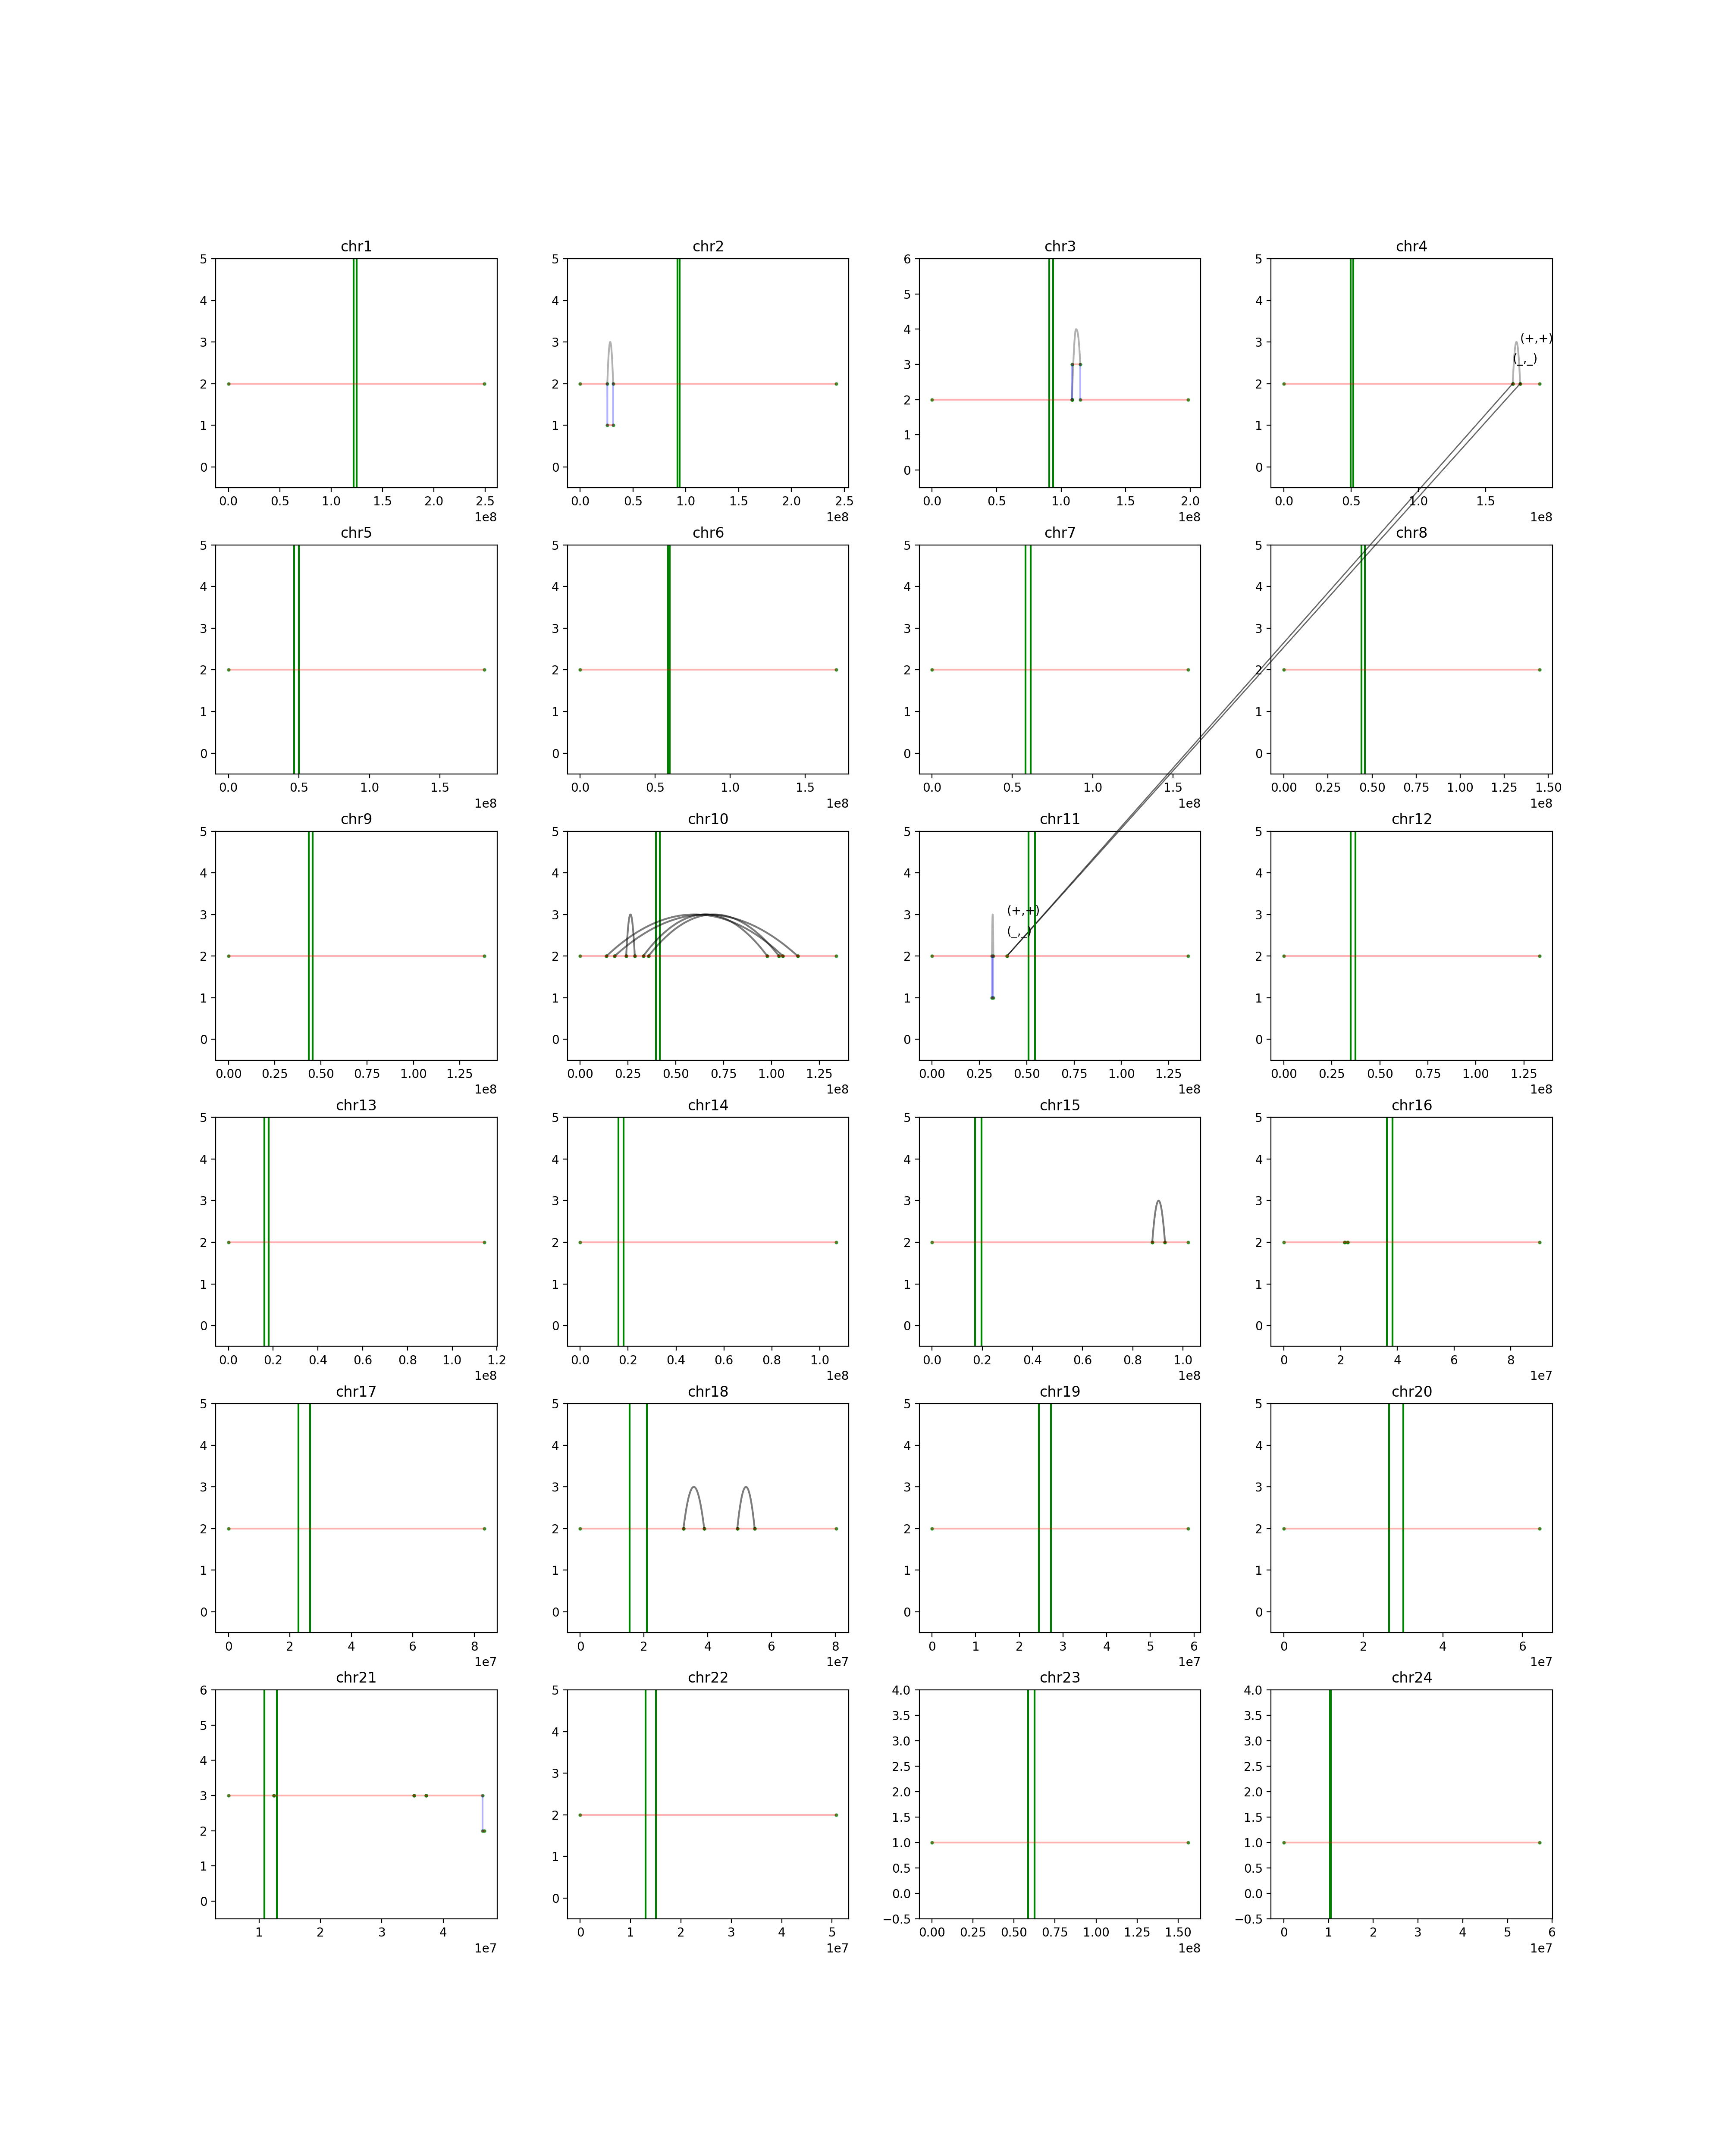 chr1 chr2 chr3 chr4
5 5 6 5
4 4 5 4
3 3 4 3 (+,+)
(_,_)
2 2 3 2
1 1 2 1
0 0 1 0
0
0.0 0.5 1.0 1.5 2.0 2.5 0.0 0.5 1.0 1.5 2.0 2.5 0.0 0.5 1.0 1.5 2.0 0.0 0.5 1.0 1.5
1e8 1e8 1e8 1e8
chr5 chr6 chr7 chr8
5 5 5 5
4 4 4 4
3 3 3 3
2 2 2 2
1 1 1 1
0 0 0 0
0.0 0.5 1.0 1.5 0.0 0.5 1.0 1.5 0.0 0.5 1.0 1.5 0.00 0.25 0.50 0.75 1.00 1.25 1.50
1e8 1e8 1e8 1e8
chr9 chr10 chr11 chr12
5 5 5 5
4 4 4 4
3 3 3 (+,+) 3
(_,_)
2 2 2 2
1 1 1 1
0 0 0 0
0.00 0.25 0.50 0.75 1.00 1.25 0.00 0.25 0.50 0.75 1.00 1.25 0.00 0.25 0.50 0.75 1.00 1.25 0.00 0.25 0.50 0.75 1.00 1.25
1e8 1e8 1e8 1e8
chr13 chr14 chr15 chr16
5 5 5 5
4 4 4 4
3 3 3 3
2 2 2 2
1 1 1 1
0 0 0 0
0.0 0.2 0.4 0.6 0.8 1.0 1.2 0.0 0.2 0.4 0.6 0.8 1.0 0.0 0.2 0.4 0.6 0.8 1.0 0 2 4 6 8
1e8 1e8 1e8 1e7
chr17 chr18 chr19 chr20
5 5 5 5
4 4 4 4
3 3 3 3
2 2 2 2
1 1 1 1
0 0 0 0
0 2 4 6 8 0 2 4 6 8 0 1 2 3 4 5 6 0 2 4 6
1e7 1e7 1e7 1e7
chr21 chr22 chr23 chr24
6 5 4.0 4.0
5 4 3.5 3.5
4 3 3.0 3.0
3 2 2.5 2.5
2 1 2.0 2.0
1 0 1.5 1.5
0 1.0 1.0
0.5 0.5
0.0 0.0
−0.5 −0.5
1 2 3 4 0 1 2 3 4 5 0.00 0.25 0.50 0.75 1.00 1.25 1.50 0 1 2 3 4 5 6
1e7 1e7 1e8 1e7